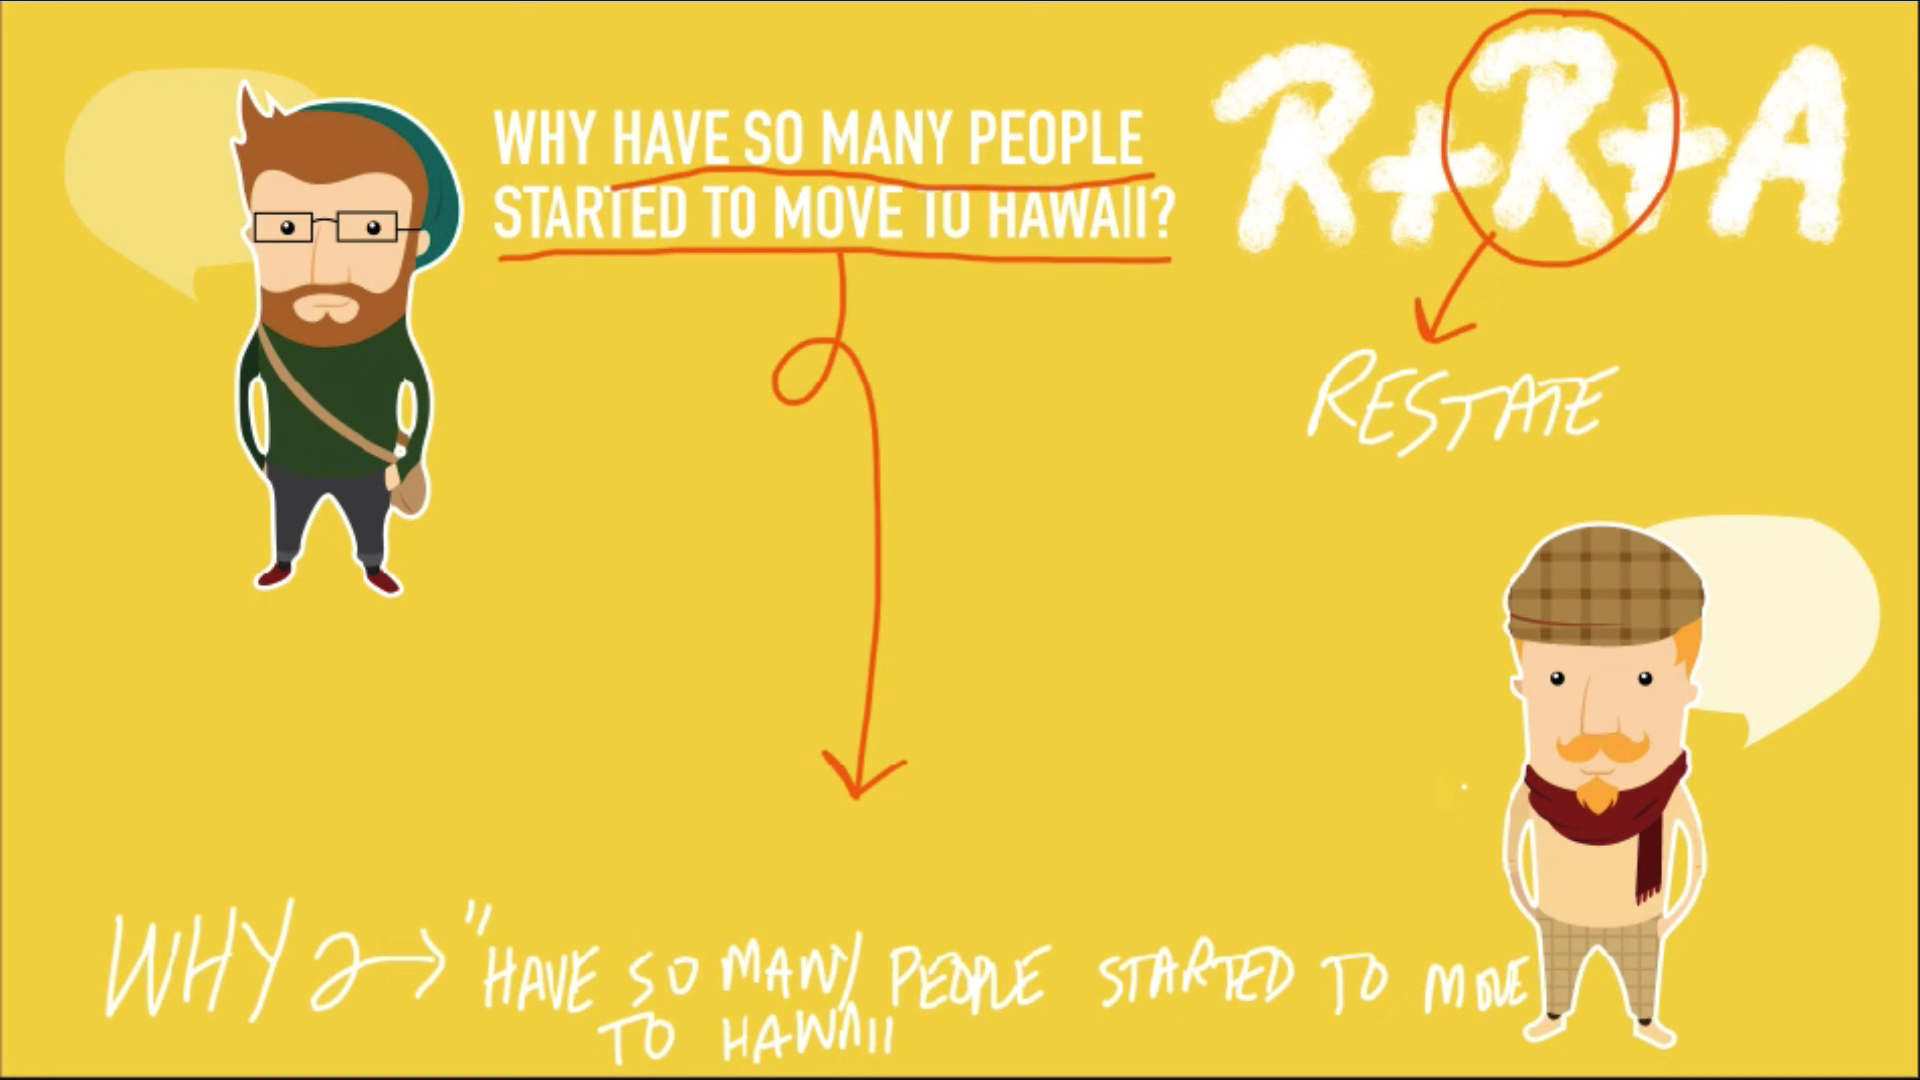 WHY HAVE SO MANY PEOPLE
STARTED TO MOVE TO HAWAII?
R+R+A
RESTATE
WHY → "HAVE SO MANY PEOPLE STARTED TO MOVE
TO HAWAII